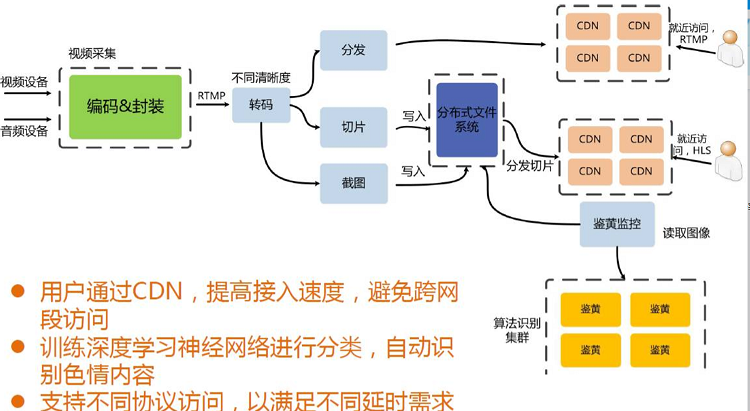 视频采集
视频设备
音频设备
编码&封装
RTMP
不同清晰度
转码
分发
切片
截图
写入
写入
分布式文件
系统
CDN
CDN
CDN
CDN
就近访问，
RTMP
分发切片
CDN
CDN
CDN
CDN
就近访
问，HLS
鉴黄监控
读取图像
算法识别
集群
鉴黄
鉴黄
鉴黄
鉴黄
用户通过CDN，提高接入速度，避免跨网
段访问
训练深度学习神经网络进行分类，自动识
别色情内容
支持不同协议访问，以满足不同延时需求